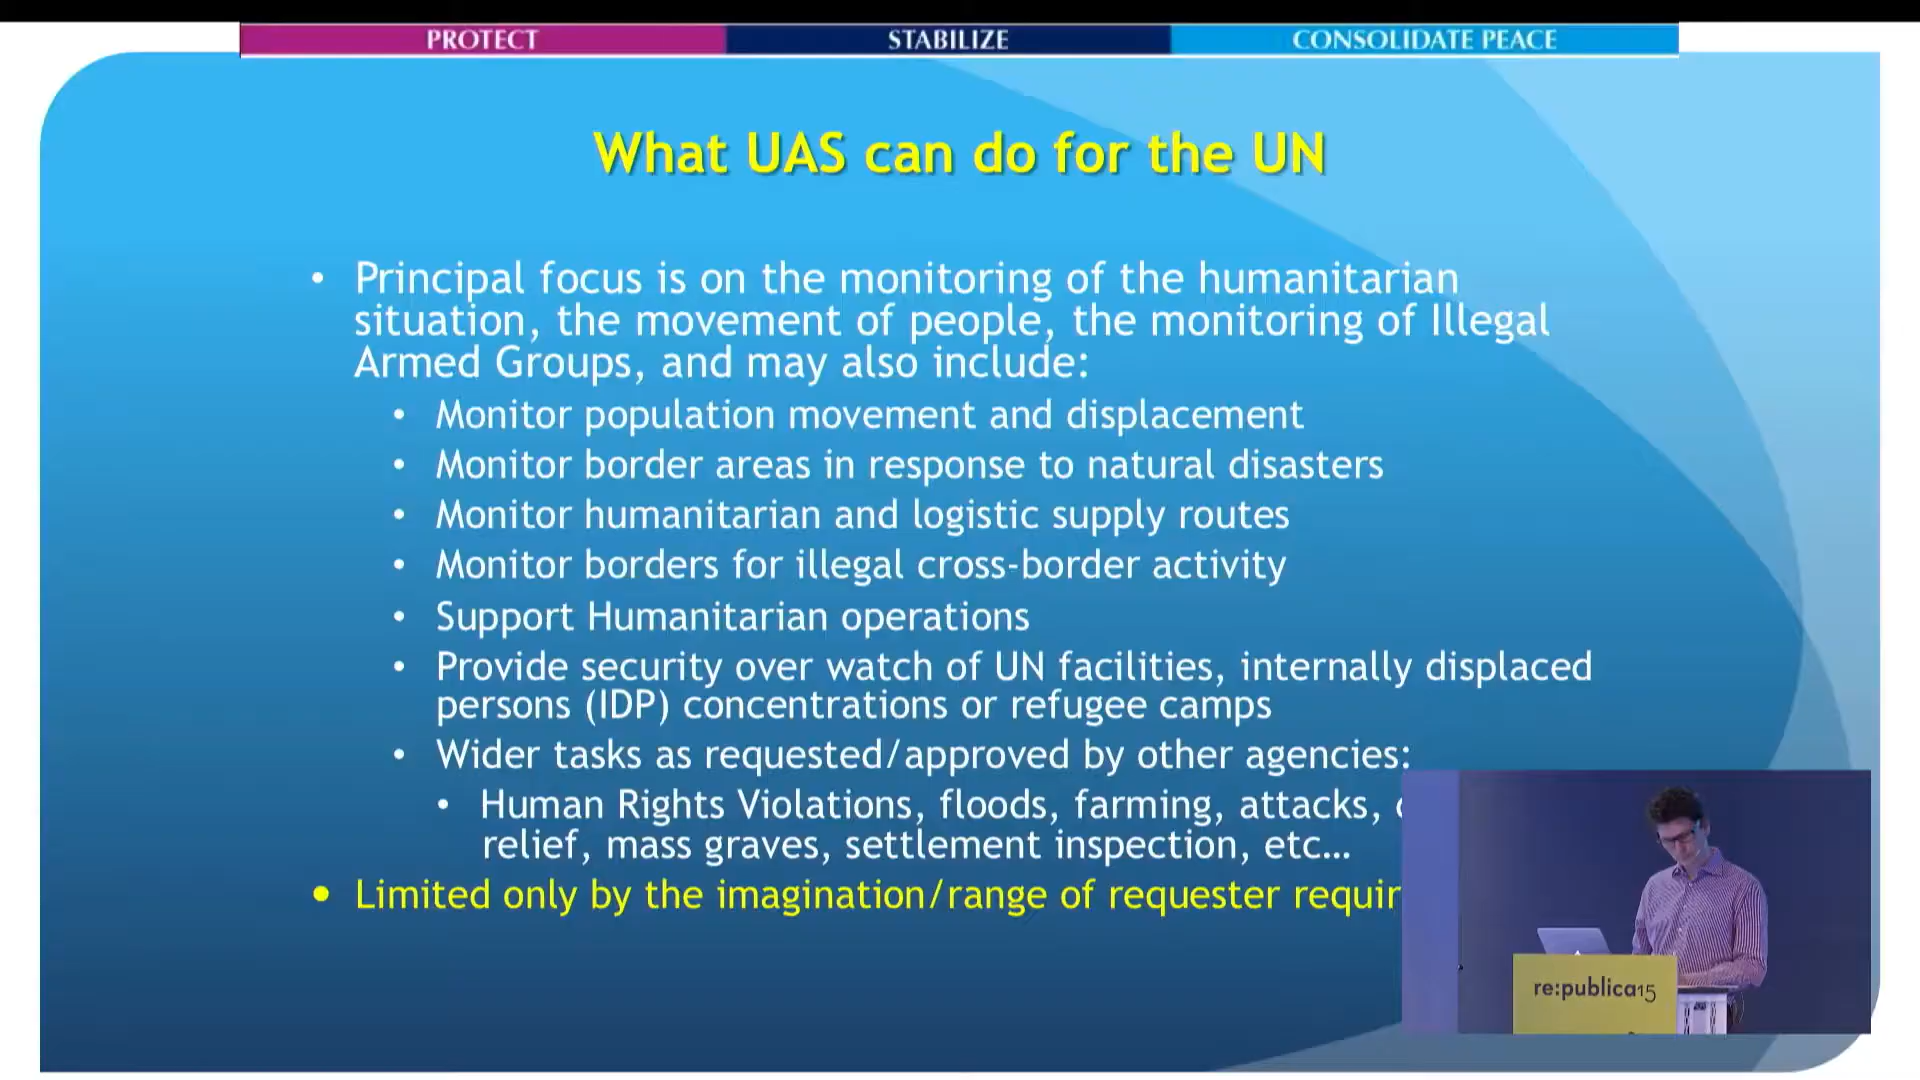 PROTECT STABILIZE CONSOLIDATE PEACE
What UAS can do for the UN
• Principal focus is on the monitoring of the humanitarian
situation, the movement of people, the monitoring of Illegal
Armed Groups, and may also include:
• Monitor population movement and displacement
• Monitor border areas in response to natural disasters
• Monitor humanitarian and logistic supply routes
• Monitor borders for illegal cross-border activity
• Support Humanitarian operations
• Provide security over watch of UN facilities, internally displaced
persons (IDP) concentrations or refugee camps
• Wider tasks as requested/approved by other agencies:
• Human Rights Violations, floods, farming, attacks,
relief, mass graves, settlement inspection, etc...
• Limited only by the imagination/range of requester
re:publica15